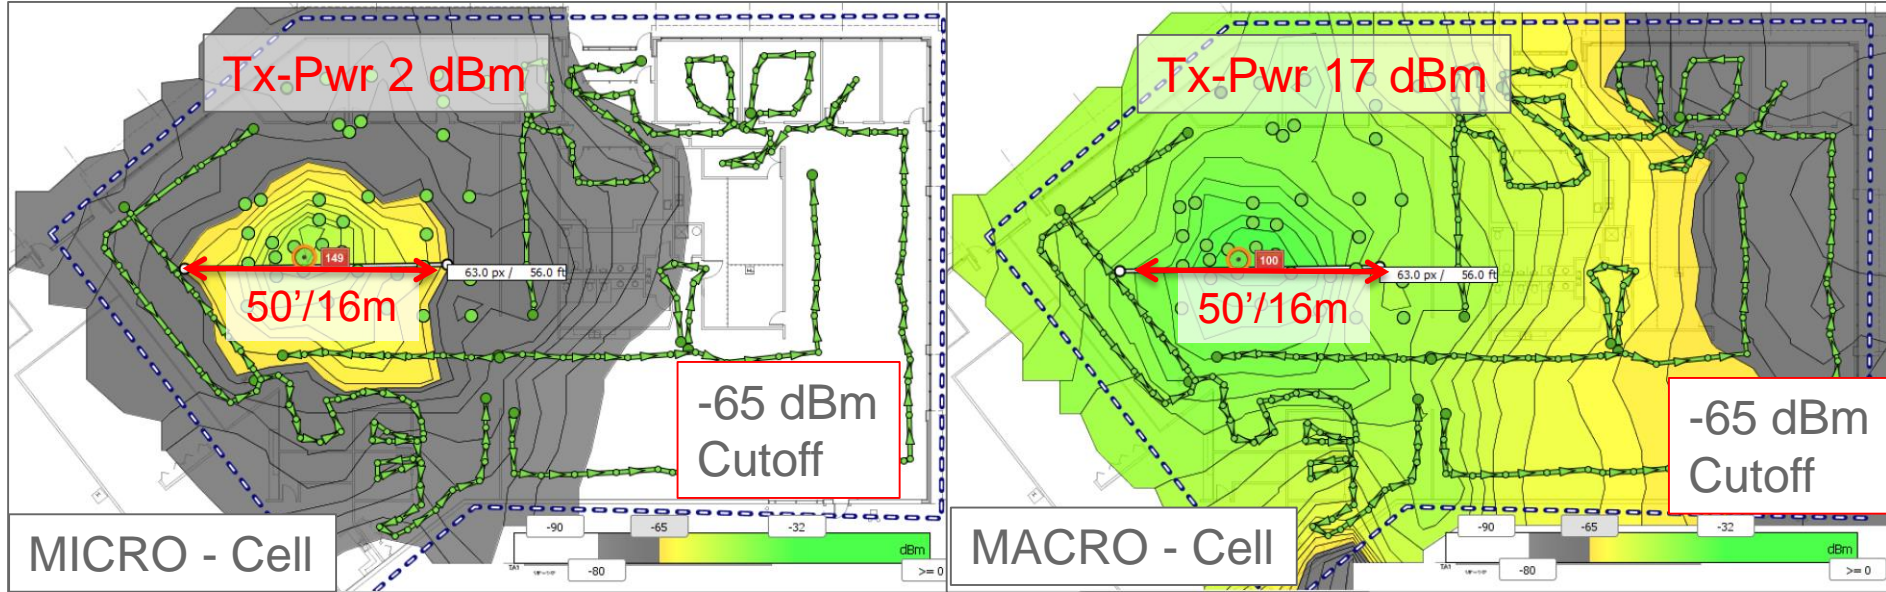 Tx-Pwr 2 dBm
149
63.0 px / 56.0 ft
50’/16m
-65 dBm
Cutoff
MICRO - Cell
-90
-65
-32
dBm
-80
>= 0
Tx-Pwr 17 dBm
100
63.0 px / 56.0 ft
50’/16m
-65 dBm
Cutoff
MACRO - Cell
-90
-65
-32
dBm
-80
>= 0